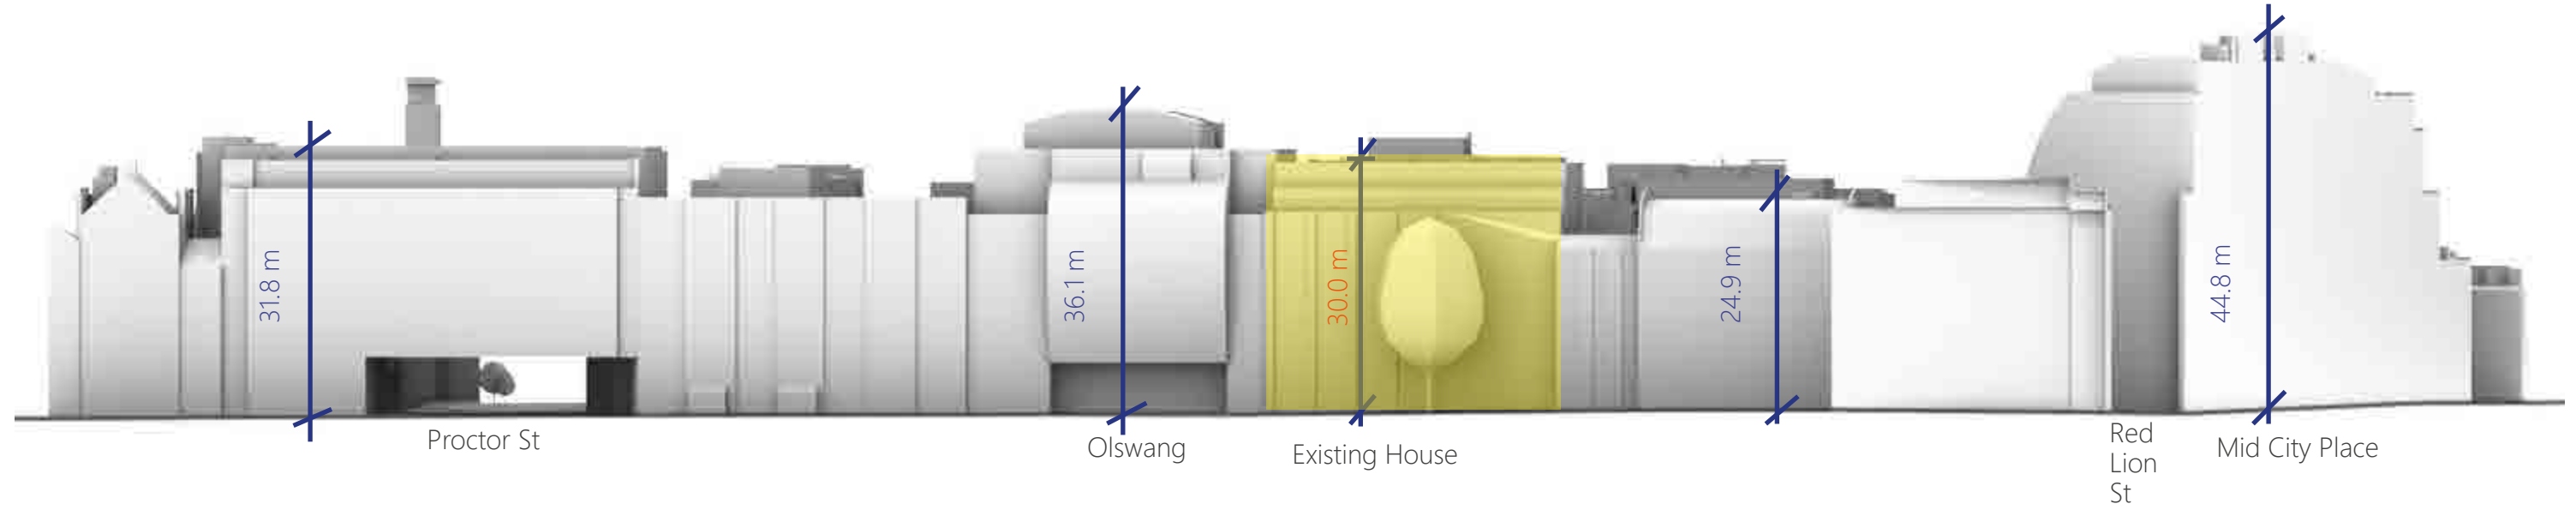 31.8 m
36.1 m
30.0 m
24.9 m
44.8 m
Proctor St
Olswang
Existing House
Red
Lion
St
Mid City Place